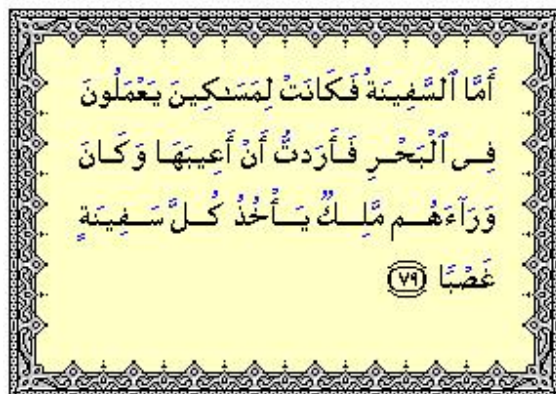 أَمَّا ٱلسَّفِينَةُ فَكَانَتْ لِمَسَـٰكِينَ يَعْمَلُونَ
فِى ٱلْبَحْرِ فَأَرَدتُّ أَنْ أَعِيبَهَا وَكَانَ
وَرَآءَهُم مَّلِكٌ يَأْخُذُ كُلَّ سَفِينَةٍ
غَصْبًا ٧٩